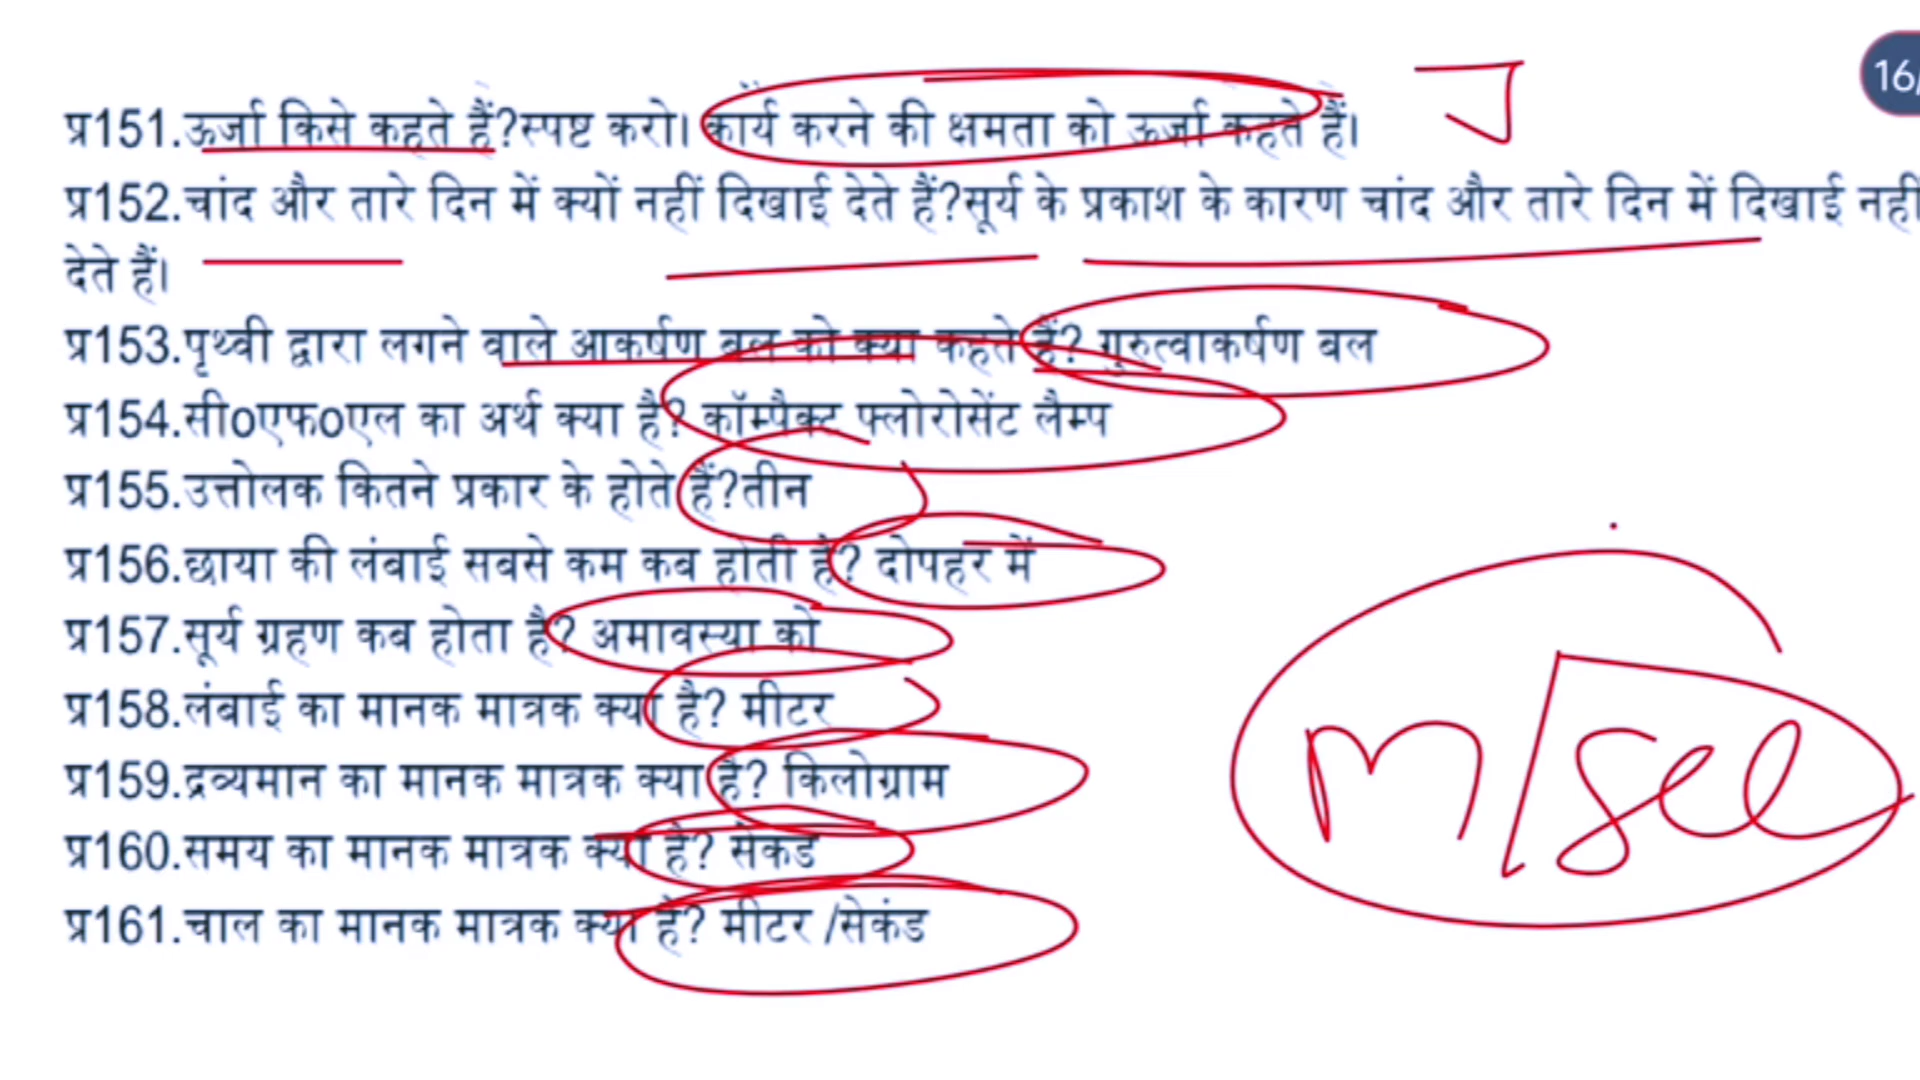 16/
प्र151.ऊर्जा किसे कहते हैं?स्पष्ट करो। कार्य करने की क्षमता को ऊर्जा कहते हैं। J
प्र152.चांद और तारे दिन में क्यों नहीं दिखाई देते हैं?सूर्य के प्रकाश के कारण चांद और तारे दिन में दिखाई नहीं
देते हैं।
प्र153.पृथ्वी द्वारा लगने वाले आकर्षण बल को क्या कहते हैं? गुरुत्वाकर्षण बल
प्र154.सी0एफ0एल का अर्थ क्या है? कॉम्पैक्ट फ्लोरोसेंट लैम्प
प्र155.उत्तोलक कितने प्रकार के होते हैं?तीन
प्र156.छाया की लंबाई सबसे कम कब होती है? दोपहर में
प्र157.सूर्य ग्रहण कब होता है? अमावस्या को
प्र158.लंबाई का मानक मात्रक क्या है? मीटर
प्र159.द्रव्यमान का मानक मात्रक क्या है? किलोग्राम
प्र160.समय का मानक मात्रक क्या है? सेकंड
प्र161.चाल का मानक मात्रक क्या है? मीटर /सेकंड
m/sec